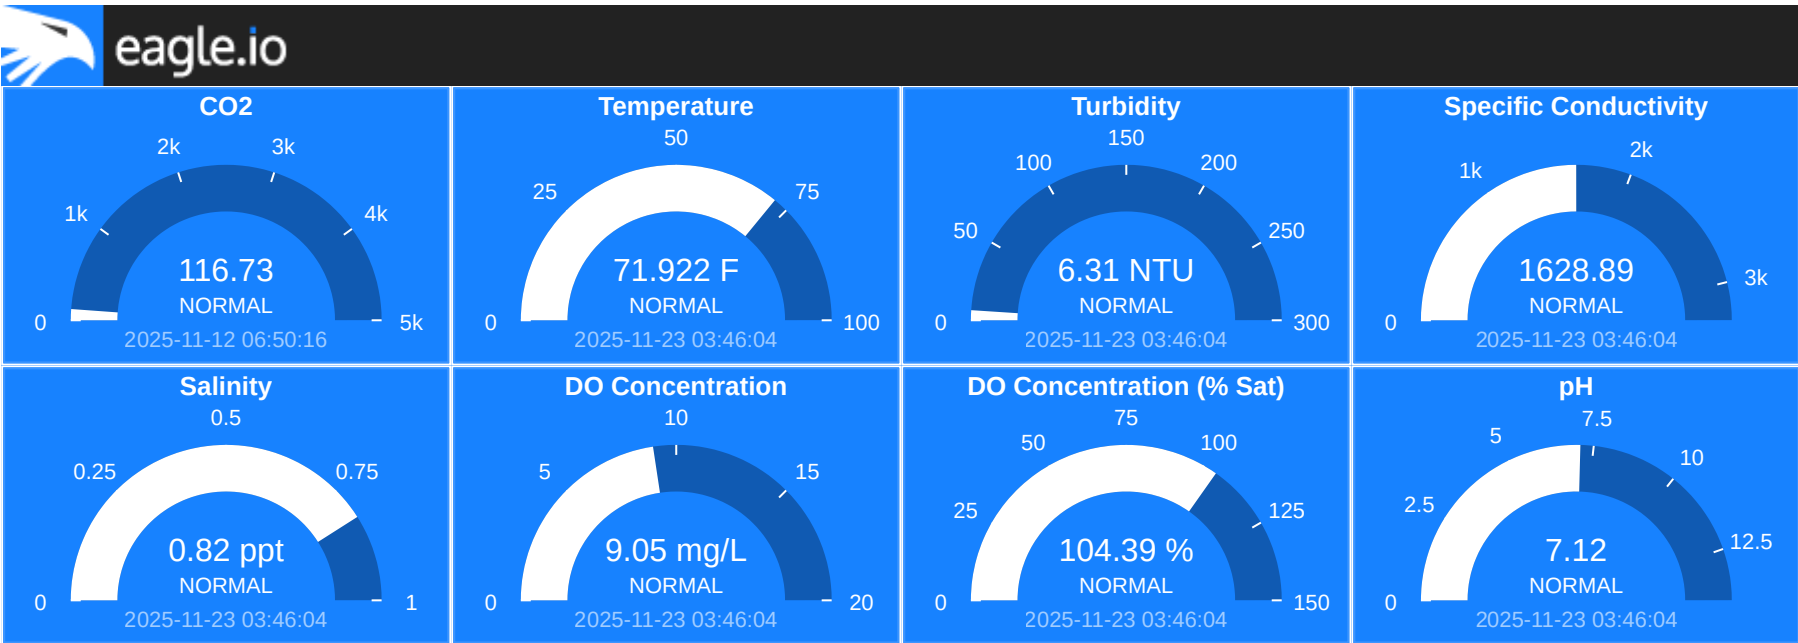 eagle.io
CO2
0
1k
2k
3k
4k
5k
116.73
NORMAL
2025-11-12 06:50:16
Temperature
0
25
50
75
100
71.922 F
NORMAL
2025-11-23 03:46:04
Turbidity
0
50
100
150
200
250
300
6.31 NTU
NORMAL
2025-11-23 03:46:04
Specific Conductivity
0
1k
2k
3k
1628.89
NORMAL
2025-11-23 03:46:04
Salinity
0
0.25
0.5
0.75
1
0.82 ppt
NORMAL
2025-11-23 03:46:04
DO Concentration
0
5
10
15
20
9.05 mg/L
NORMAL
2025-11-23 03:46:04
DO Concentration (% Sat)
0
25
50
75
100
125
150
104.39 %
NORMAL
2025-11-23 03:46:04
pH
0
2.5
5
7.5
10
12.5
7.12
NORMAL
2025-11-23 03:46:04